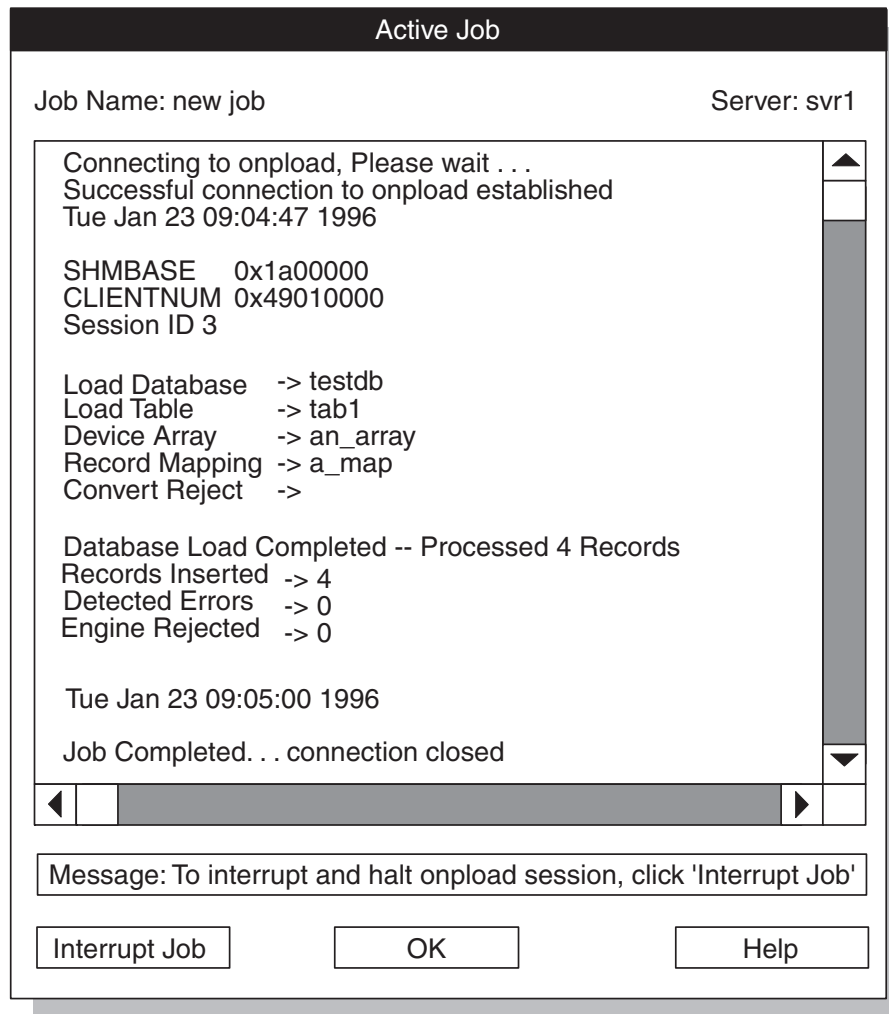 Active Job
Job Name: new job Server: svr1
Connecting to onpload, Please wait . . .
Successful connection to onpload established
Tue Jan 23 09:04:47 1996
SHMBASE 0x1a00000
CLIENTNUM 0x49010000
Session ID 3
Load Database -> testdb
Load Table -> tab1
Device Array -> an_array
Record Mapping -> a_map
Convert Reject ->
Database Load Completed -- Processed 4 Records
Records Inserted -> 4
Detected Errors -> 0
Engine Rejected -> 0
Tue Jan 23 09:05:00 1996
Job Completed. . . connection closed
Message: To interrupt and halt onpload session, click 'Interrupt Job'
Interrupt Job OK Help